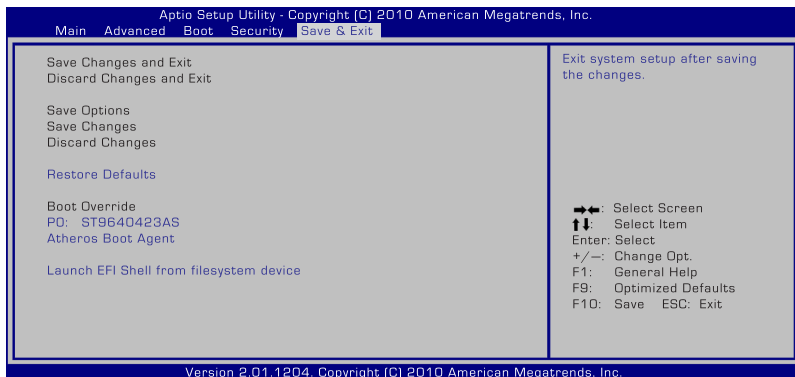 Aptio Setup Utility - Copyright (C) 2010 American Megatrends, Inc.
Main Advanced Boot Security Save & Exit
Save Changes and Exit
Discard Changes and Exit
Save Options
Save Changes
Discard Changes
Restore Defaults
Boot Override
P0: ST9640423AS
Atheros Boot Agent
Launch EFI Shell from filesystem device
Exit system setup after saving
the changes.
→←: Select Screen
↑↓: Select Item
Enter: Select
+/—: Change Opt.
F1: General Help
F9: Optimized Defaults
F10: Save ESC: Exit
Version 2.01.1204. Copyright (C) 2010 American Megatrends, Inc.